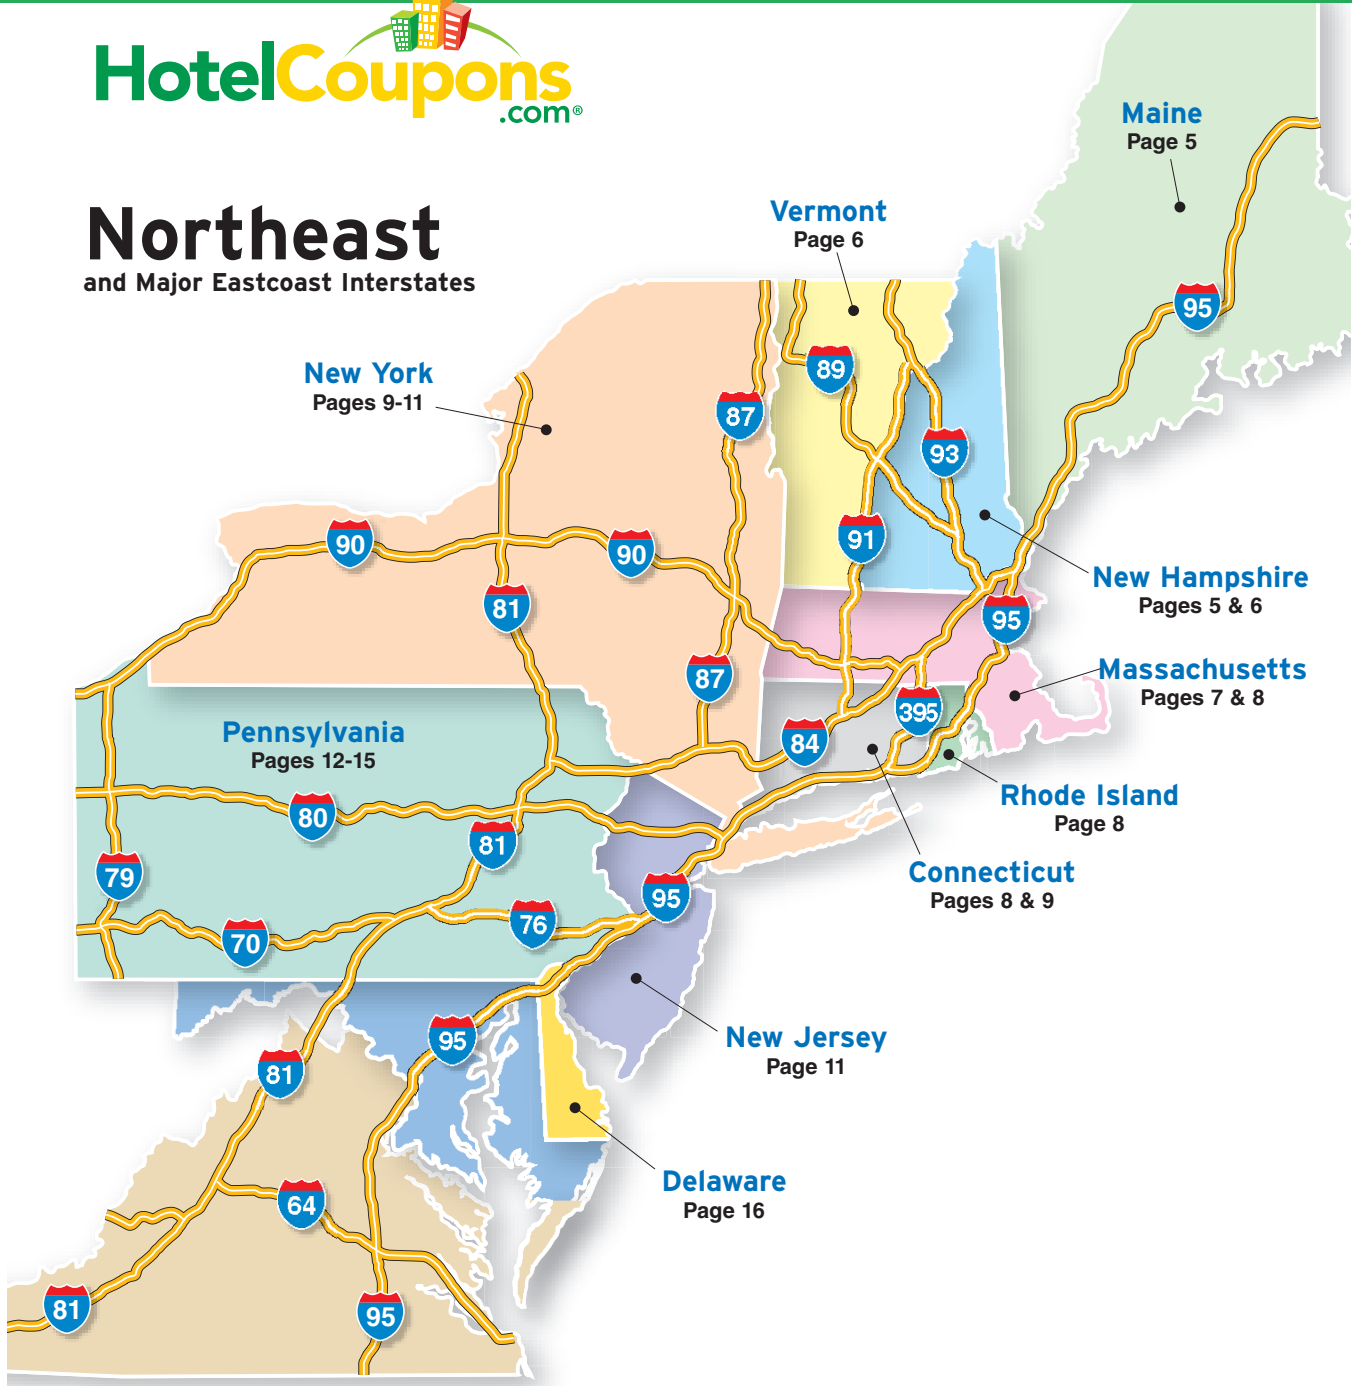 HotelCoupons
.com®
Northeast
and Major Eastcoast Interstates
Maine
Page 5
Vermont
Page 6
95
New York
Pages 9-11
89
87
93
90
90
91
New Hampshire
Pages 5 & 6
81
95
Massachusetts
Pages 7 & 8
87
395
Pennsylvania
Pages 12-15
84
Rhode Island
Page 8
80
81
Connecticut
Pages 8 & 9
79
95
76
70
New Jersey
Page 11
95
81
Delaware
Page 16
64
81
95